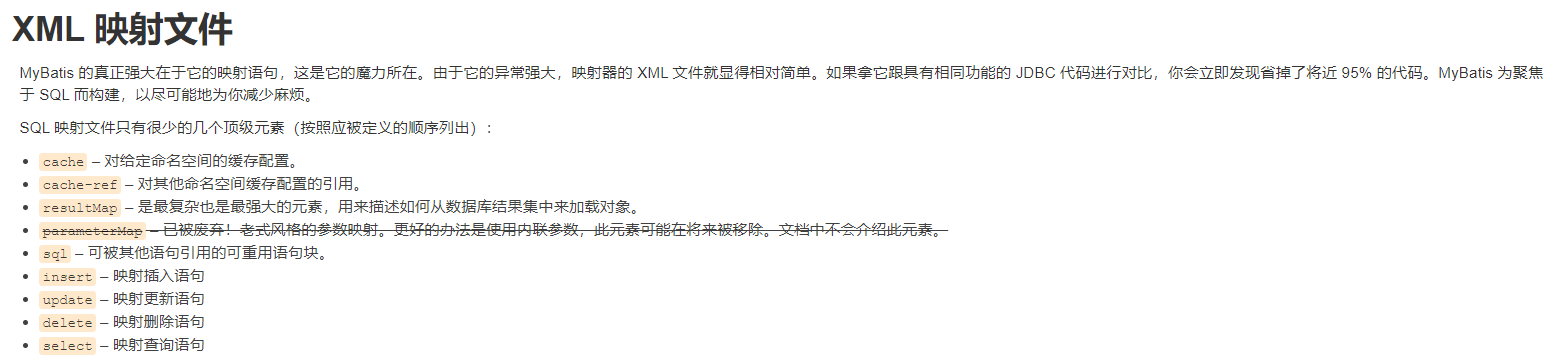 XML 映射文件
MyBatis 的真正强大在于它的映射语句，这是它的魔力所在。由于它的异常强大，映射器的 XML 文件就显得相对简单。如果拿它跟具有相同功能的 JDBC 代码进行对比，你会立即发现省掉了将近 95% 的代码。MyBatis 为聚焦
于 SQL 而构建，以尽可能地为你减少麻烦。
SQL 映射文件只有很少的几个顶级元素（按照应被定义的顺序列出）：
• cache – 对给定命名空间的缓存配置。
• cache-ref – 对其他命名空间缓存配置的引用。
• resultMap – 是最复杂也是最强大的元素，用来描述如何从数据库结果集中来加载对象。
• parameterMap – 已被废弃！老式风格的参数映射。更好的办法是使用内联参数，此元素可能在将来被移除。文档中不会介绍此元素。
• sql – 可被其他语句引用的可重用语句块。
• insert – 映射插入语句
• update – 映射更新语句
• delete – 映射删除语句
• select – 映射查询语句